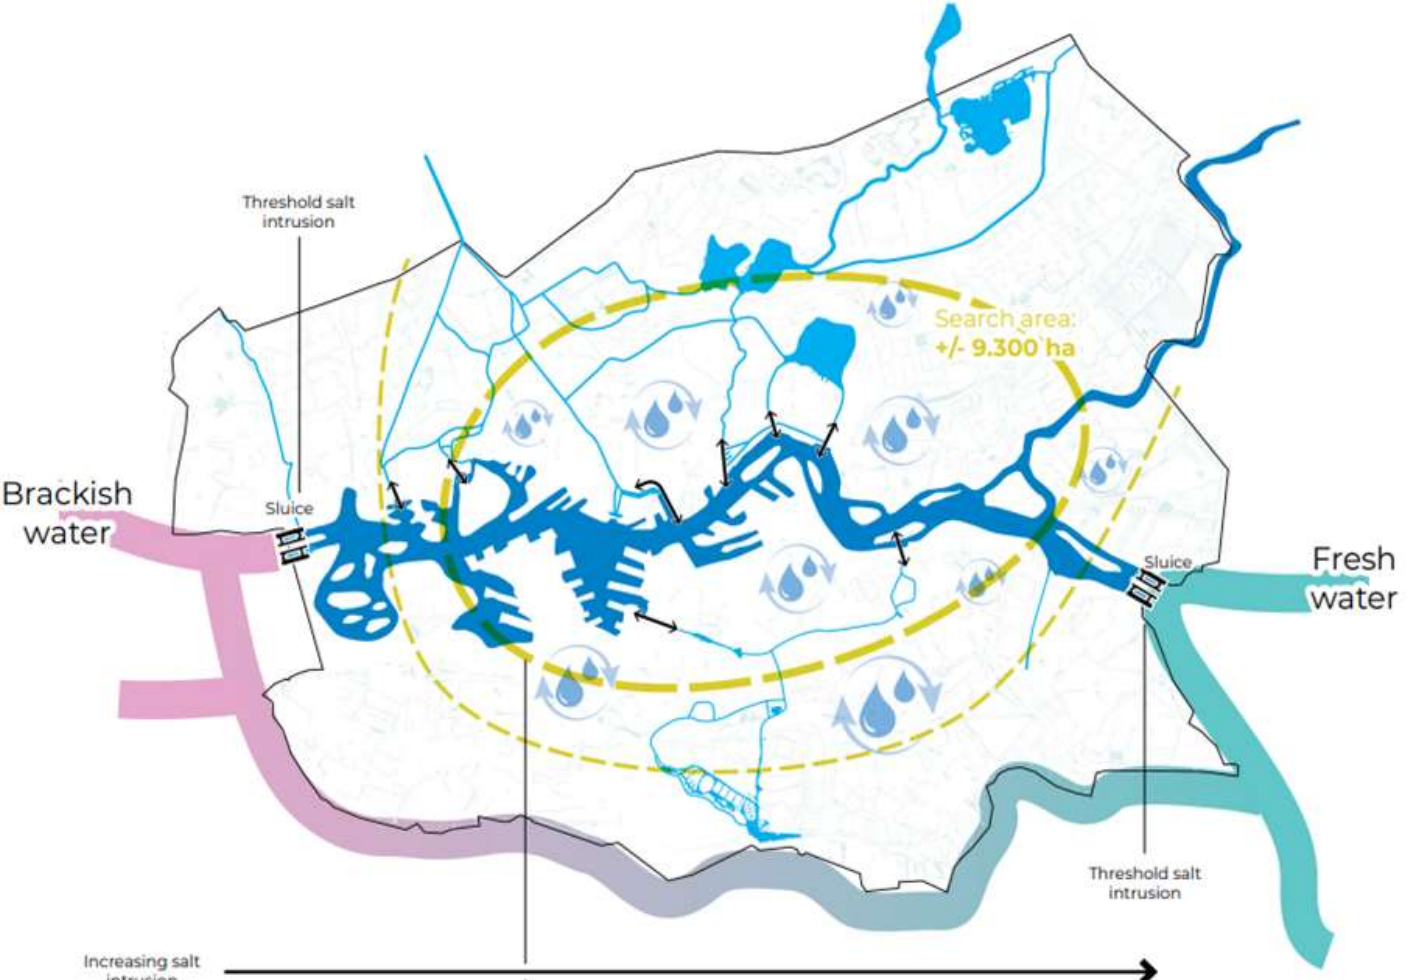 Threshold salt
intrusion
Search area:
+/- 9.300 ha
Brackish
water
Sluice
Sluice
Fresh
water
Threshold salt
intrusion
Increasing salt
intrusion